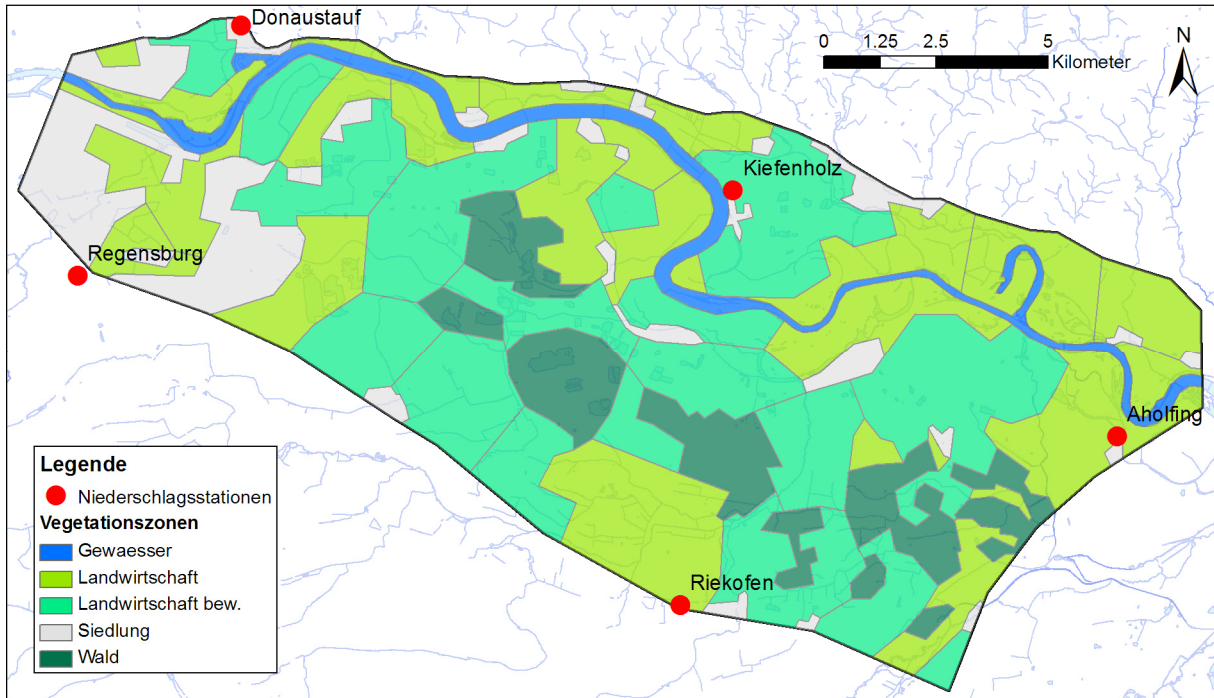 Donaustauf
0 1.25 2.5 5
Kilometer
N
Kiefenholz
Regensburg
Aholfing
Riekofen
Legende
Niederschlagsstationen
Vegetationszonen
Gewaesser
Landwirtschaft
Landwirtschaft bew.
Siedlung
Wald